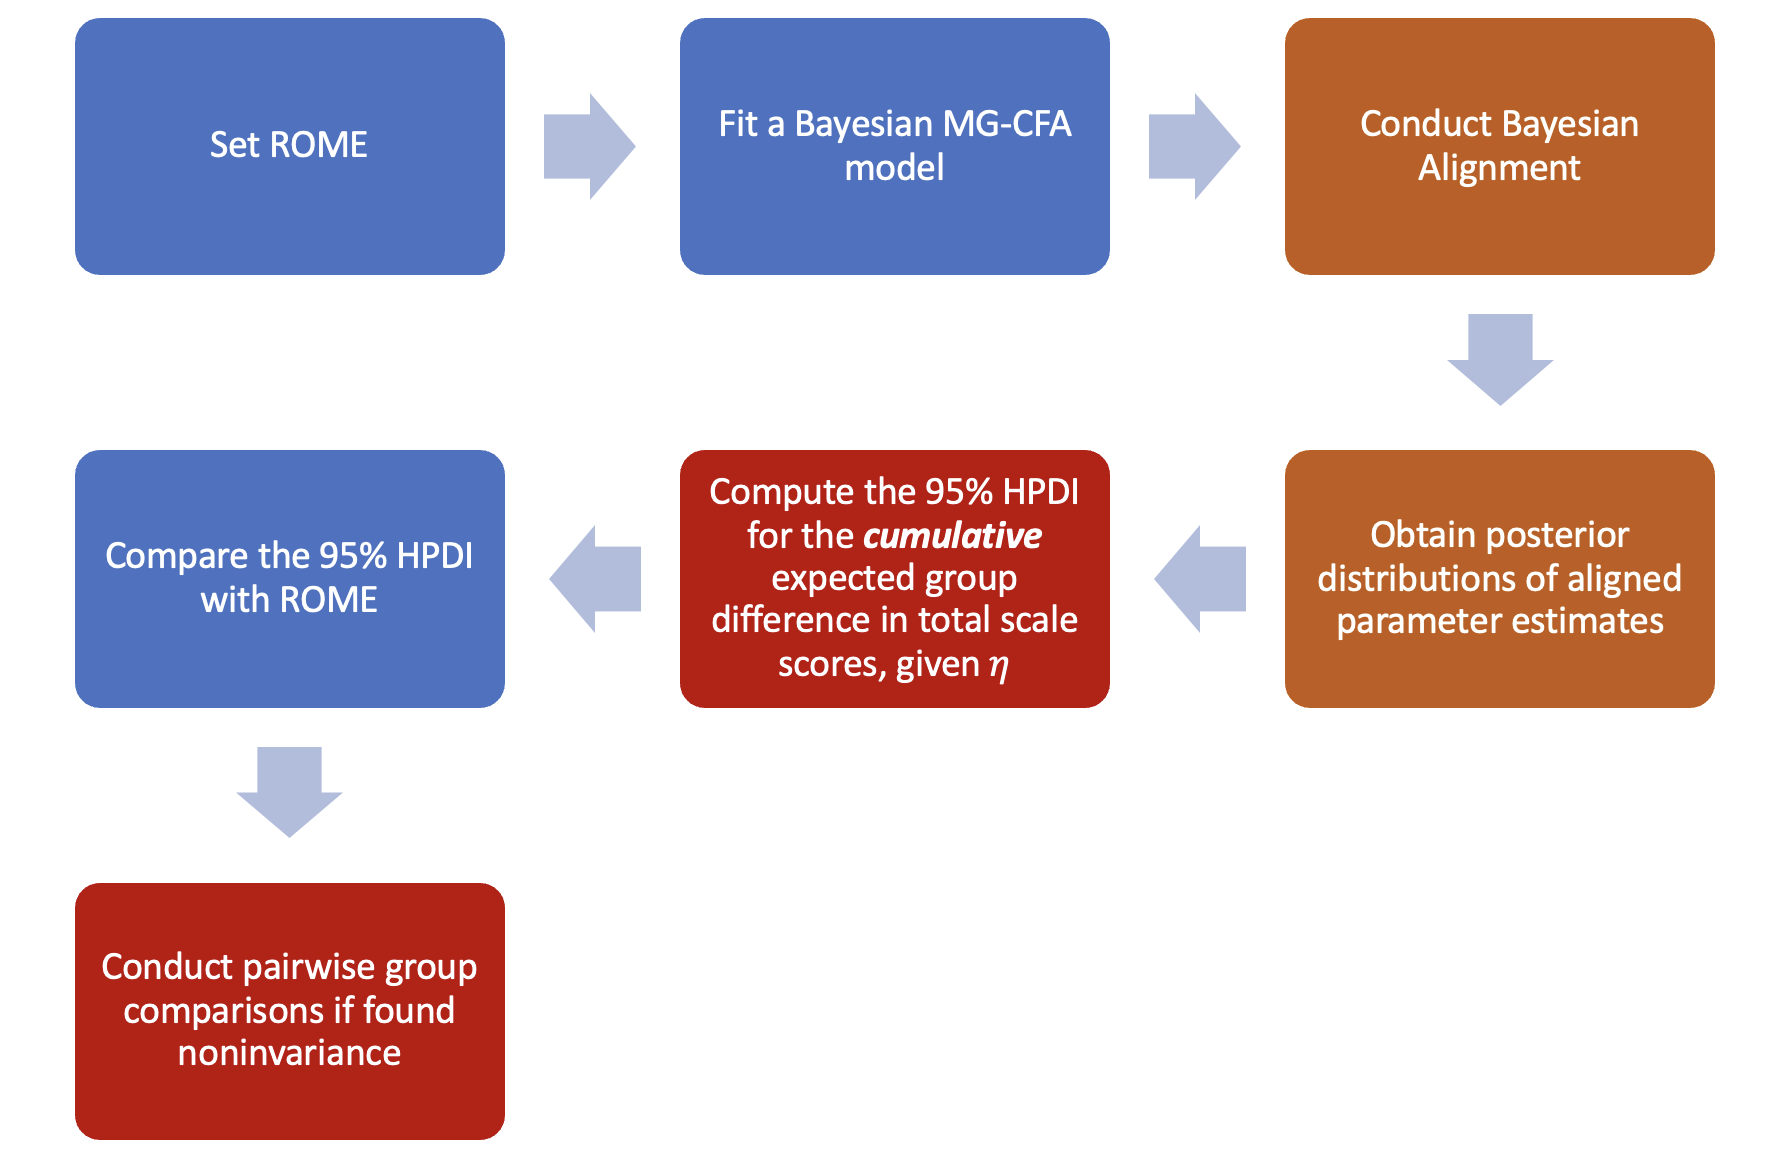 Set ROME
Fit a Bayesian MG-CFA
model
Conduct Bayesian
Alignment
Obtain posterior
distributions of aligned
parameter estimates
Compute the 95% HPDI
for the cumulative
expected group
difference in total scale
scores, given η
Compare the 95% HPDI
with ROME
Conduct pairwise group
comparisons if found
noninvariance